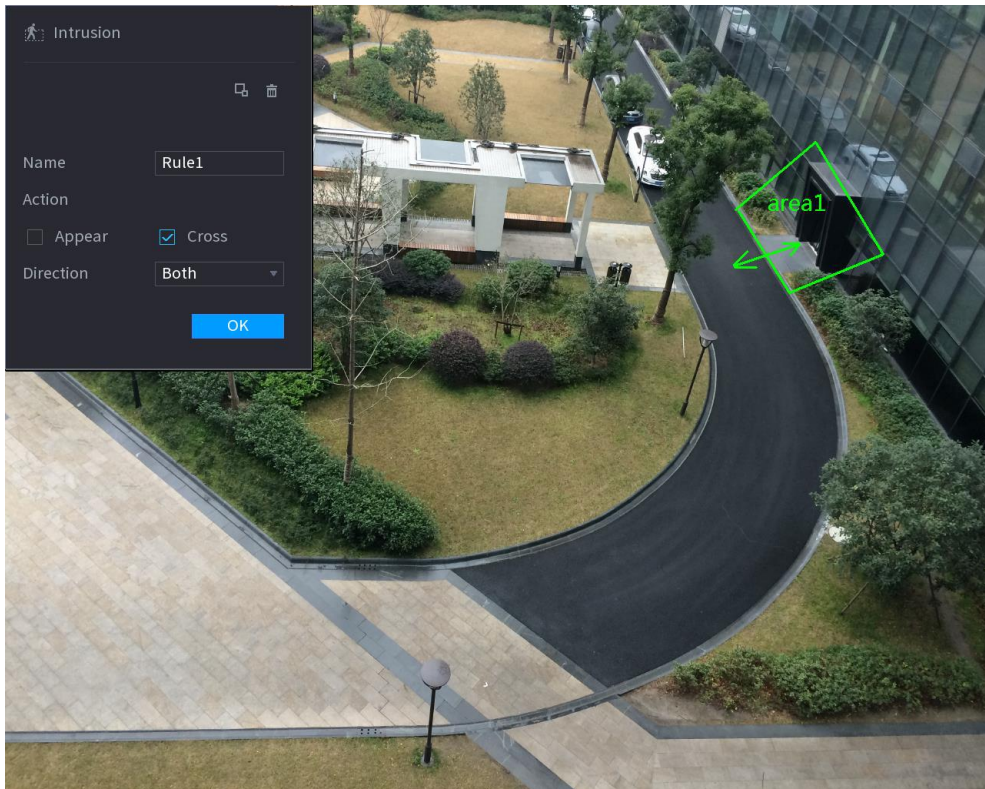 Intrusion
Name Rule1
Action
Appear Cross
Direction Both
OK
area1